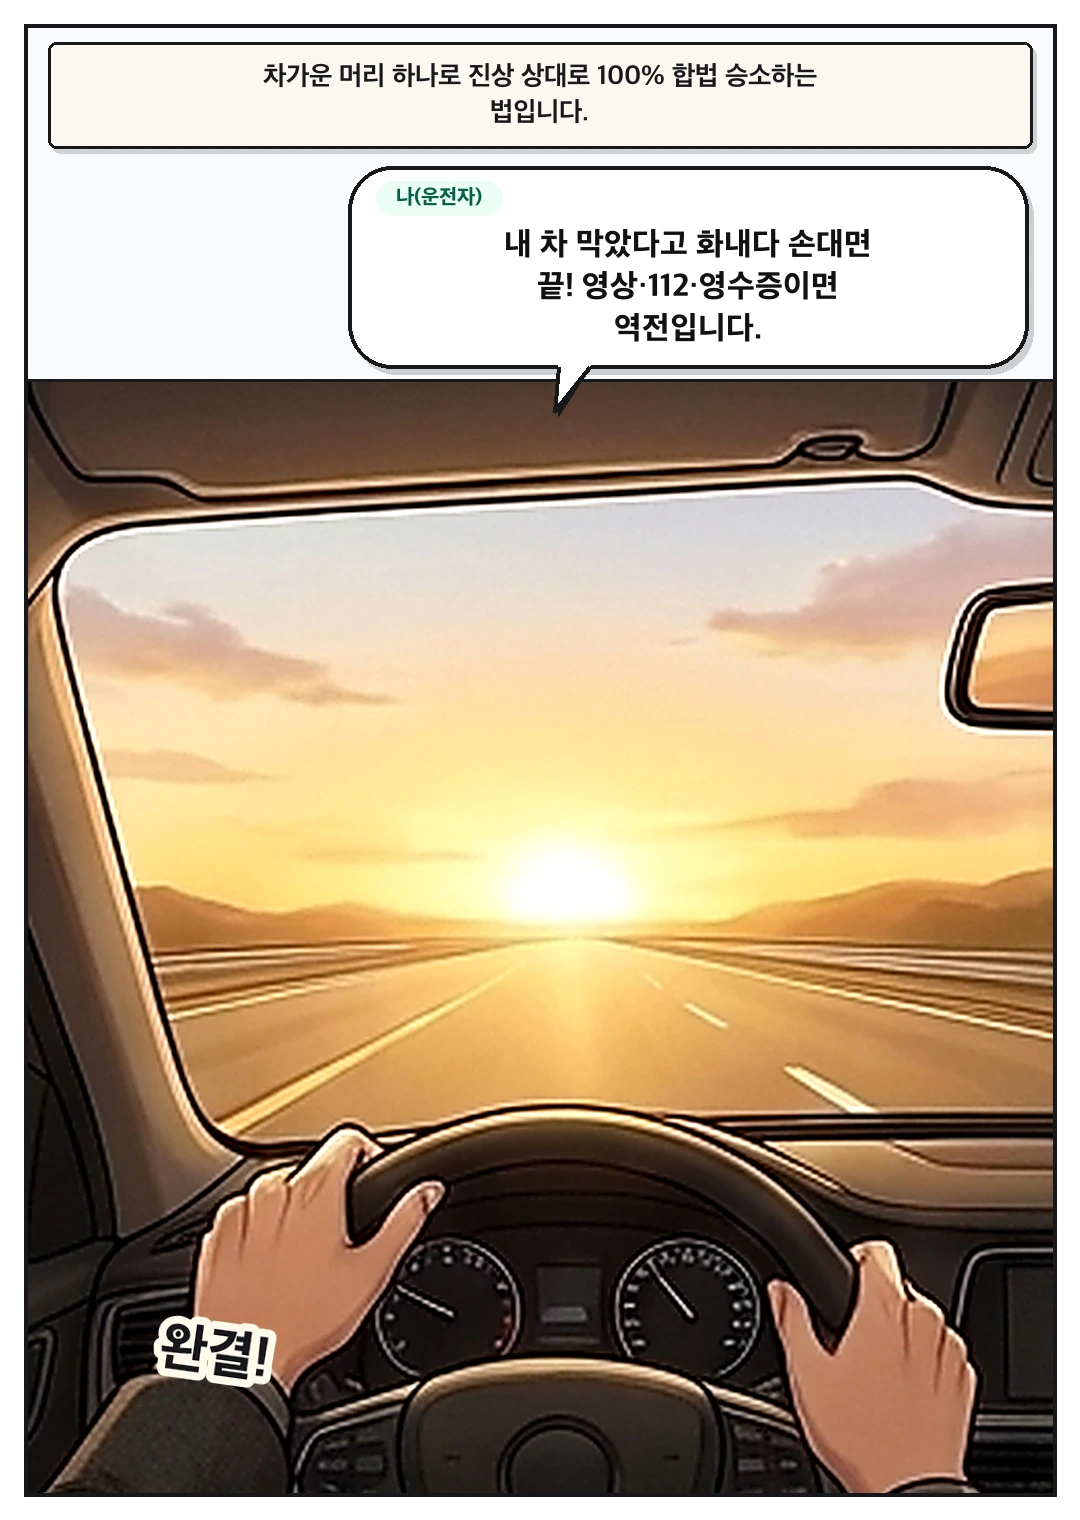 차가운 머리 하나로 진상 상대로 100% 합법 승소하는
법입니다.
나(운전자)
내 차 막았다고 화내다 손대면
끝! 영상·112·영수증이면
역전입니다.
완결!